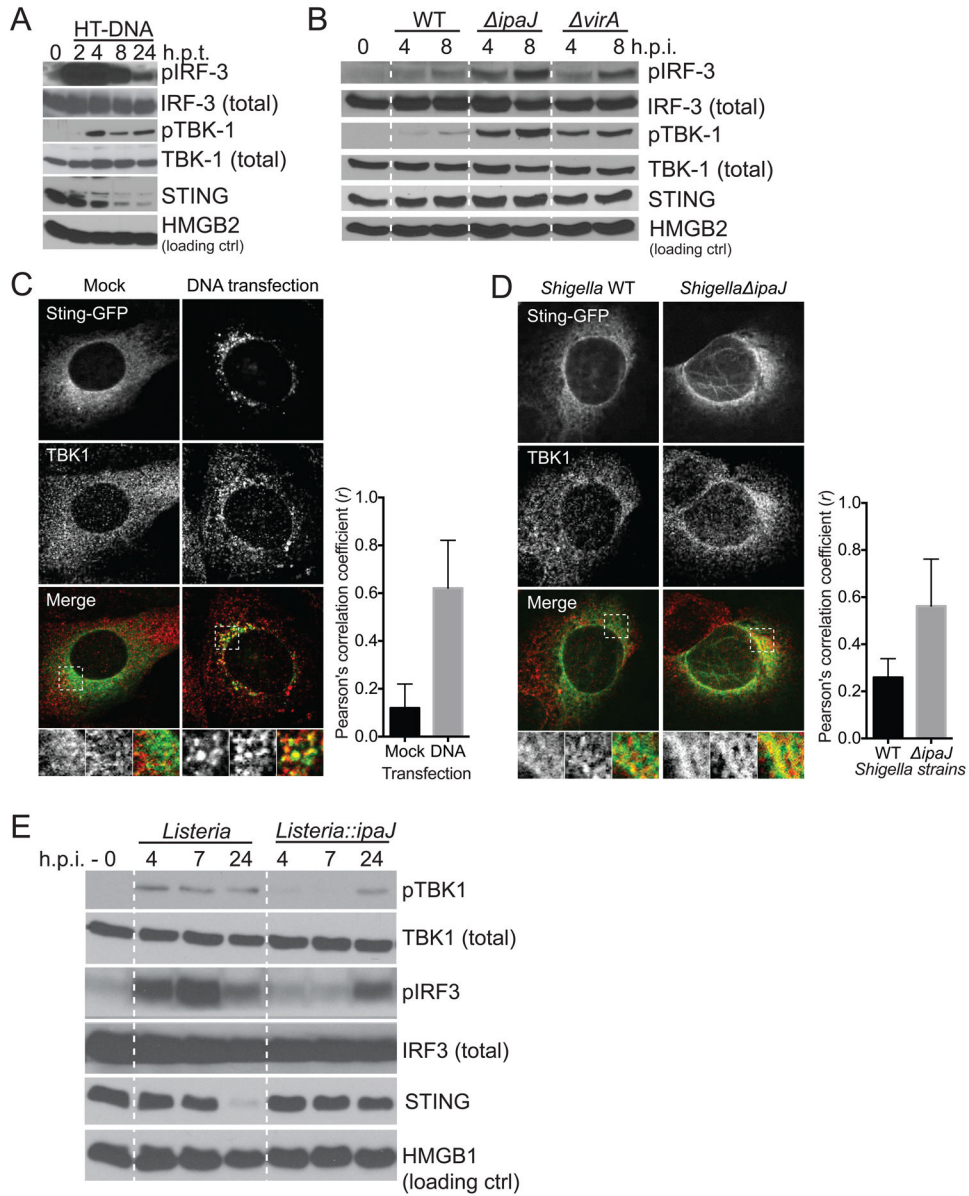 A
HT-DNA
0 2 4 8 24 h.p.t.
pIRF-3
IRF-3 (total)
pTBK-1
TBK-1 (total)
STING
HMGB2
(loading ctrl)
B
WT ΔipaJ ΔvirA
0 4 8 4 8 4 8 h.p.i.
pIRF-3
IRF-3 (total)
pTBK-1
TBK-1 (total)
STING
HMGB2
(loading ctrl)
C
Mock DNA transfection
Sting-GFP
TBK1
Merge
Pearson's correlation coefficient (r)
1.0
0.8
0.6
0.4
0.2
0.0
Mock DNA
Transfection
D
Shigella WT ShigellaΔipaJ
Sting-GFP
TBK1
Merge
Pearson's correlation coefficient (r)
1.0
0.8
0.6
0.4
0.2
0.0
WT ΔipaJ
Shigella strains
E
Listeria Listeria::ipaJ
h.p.i. - 0 4 7 24 4 7 24
pTBK1
TBK1 (total)
pIRF3
IRF3 (total)
STING
HMGB1
(loading ctrl)